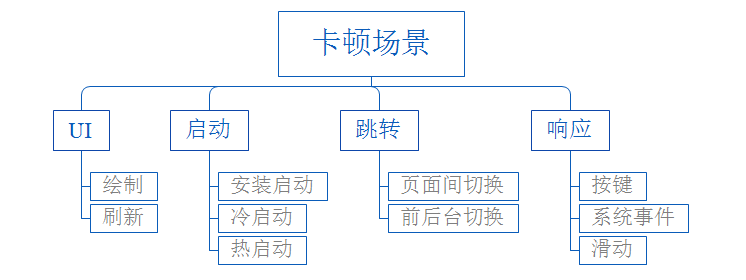 卡顿场景
UI
启动
跳转
响应
绘制
刷新
安装启动
冷启动
热启动
页面间切换
前后台切换
按键
系统事件
滑动